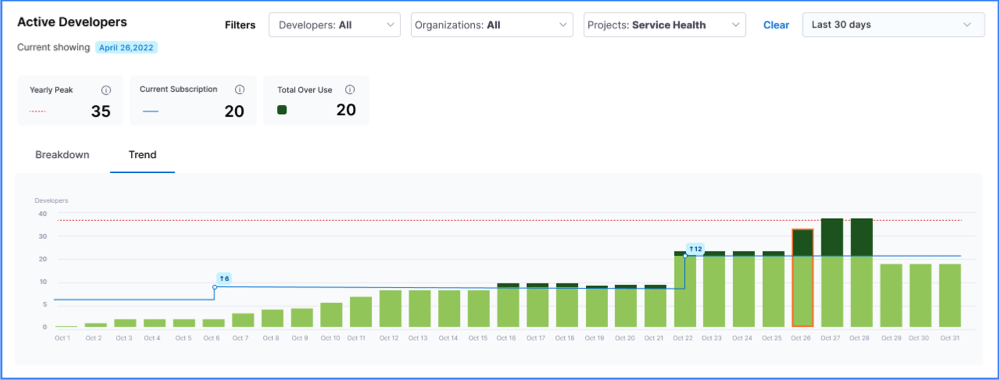 Active Developers
Filters
Developers: All
Organizations: All
Projects: Service Health
Clear
Last 30 days
Current showing April 26,2022
Yearly Peak
35
Current Subscription
20
Total Over Use
20
Breakdown
Trend
Developers
40
30
20
10
5
0
↑6
↑12
Oct 1 Oct 2 Oct 3 Oct 4 Oct 5 Oct 6 Oct 7 Oct 8 Oct 9 Oct 10 Oct 11 Oct 12 Oct 13 Oct 14 Oct 15 Oct 16 Oct 17 Oct 18 Oct 19 Oct 20 Oct 21 Oct 22 Oct 23 Oct 24 Oct 25 Oct 26 Oct 27 Oct 28 Oct 29 Oct 30 Oct 31